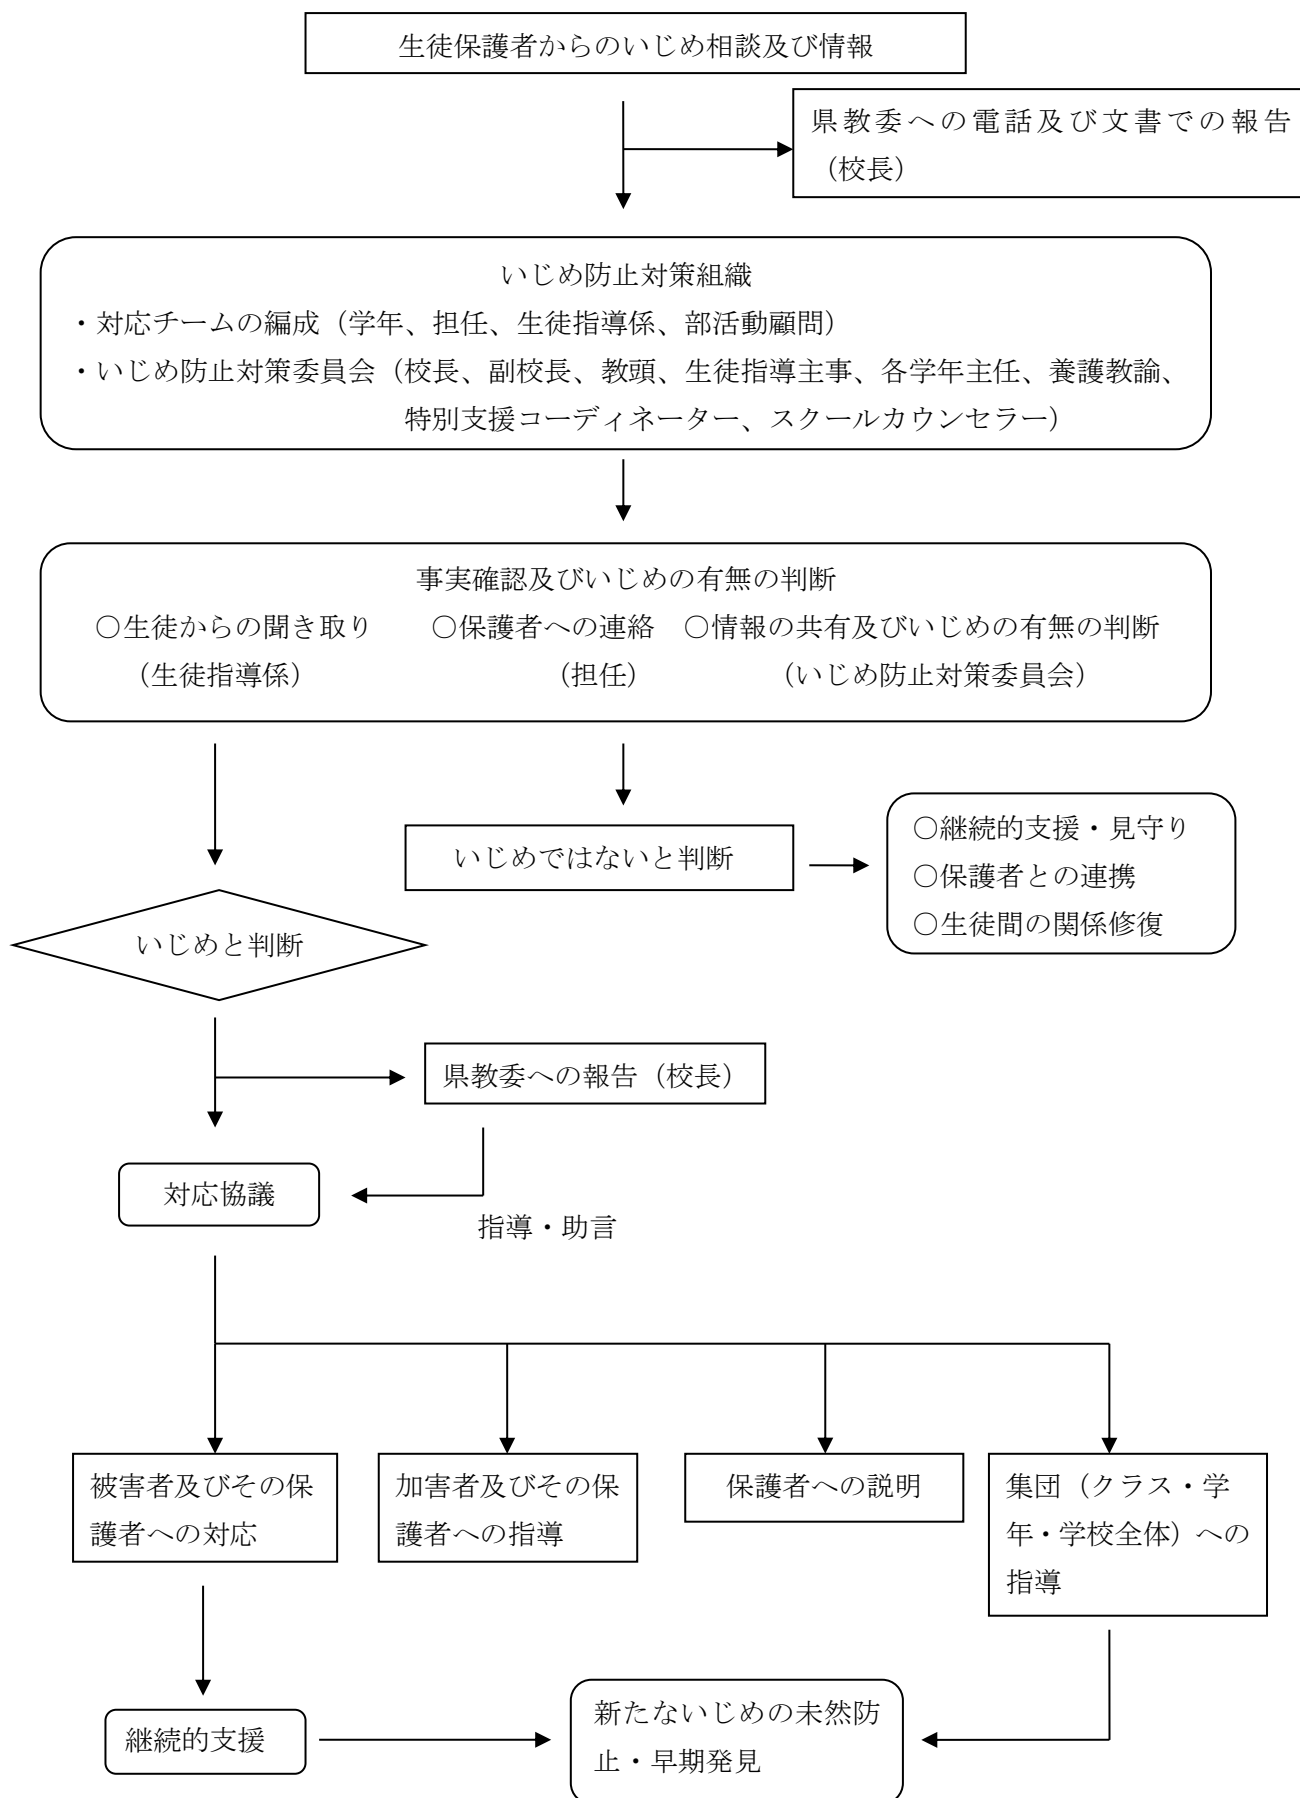 生徒保護者からのいじめ相談及び情報
県教委への電話及び文書での報告
（校長）
いじめ防止対策組織
・対応チームの編成（学年、担任、生徒指導係、部活動顧問）
・いじめ防止対策委員会（校長、副校長、教頭、生徒指導主事、各学年主任、養護教諭、
特別支援コーディネーター、スクールカウンセラー）
事実確認及びいじめの有無の判断
○生徒からの聞き取り　○保護者への連絡　○情報の共有及びいじめの有無の判断
（生徒指導係）　（担任）　（いじめ防止対策委員会）
いじめではないと判断
○継続的支援・見守り
○保護者との連携
○生徒間の関係修復
いじめと判断
県教委への報告（校長）
対応協議
指導・助言
被害者及びその保
護者への対応
加害者及びその保
護者への指導
保護者への説明
集団（クラス・学
年・学校全体）への
指導
継続的支援
新たないじめの未然防
止・早期発見